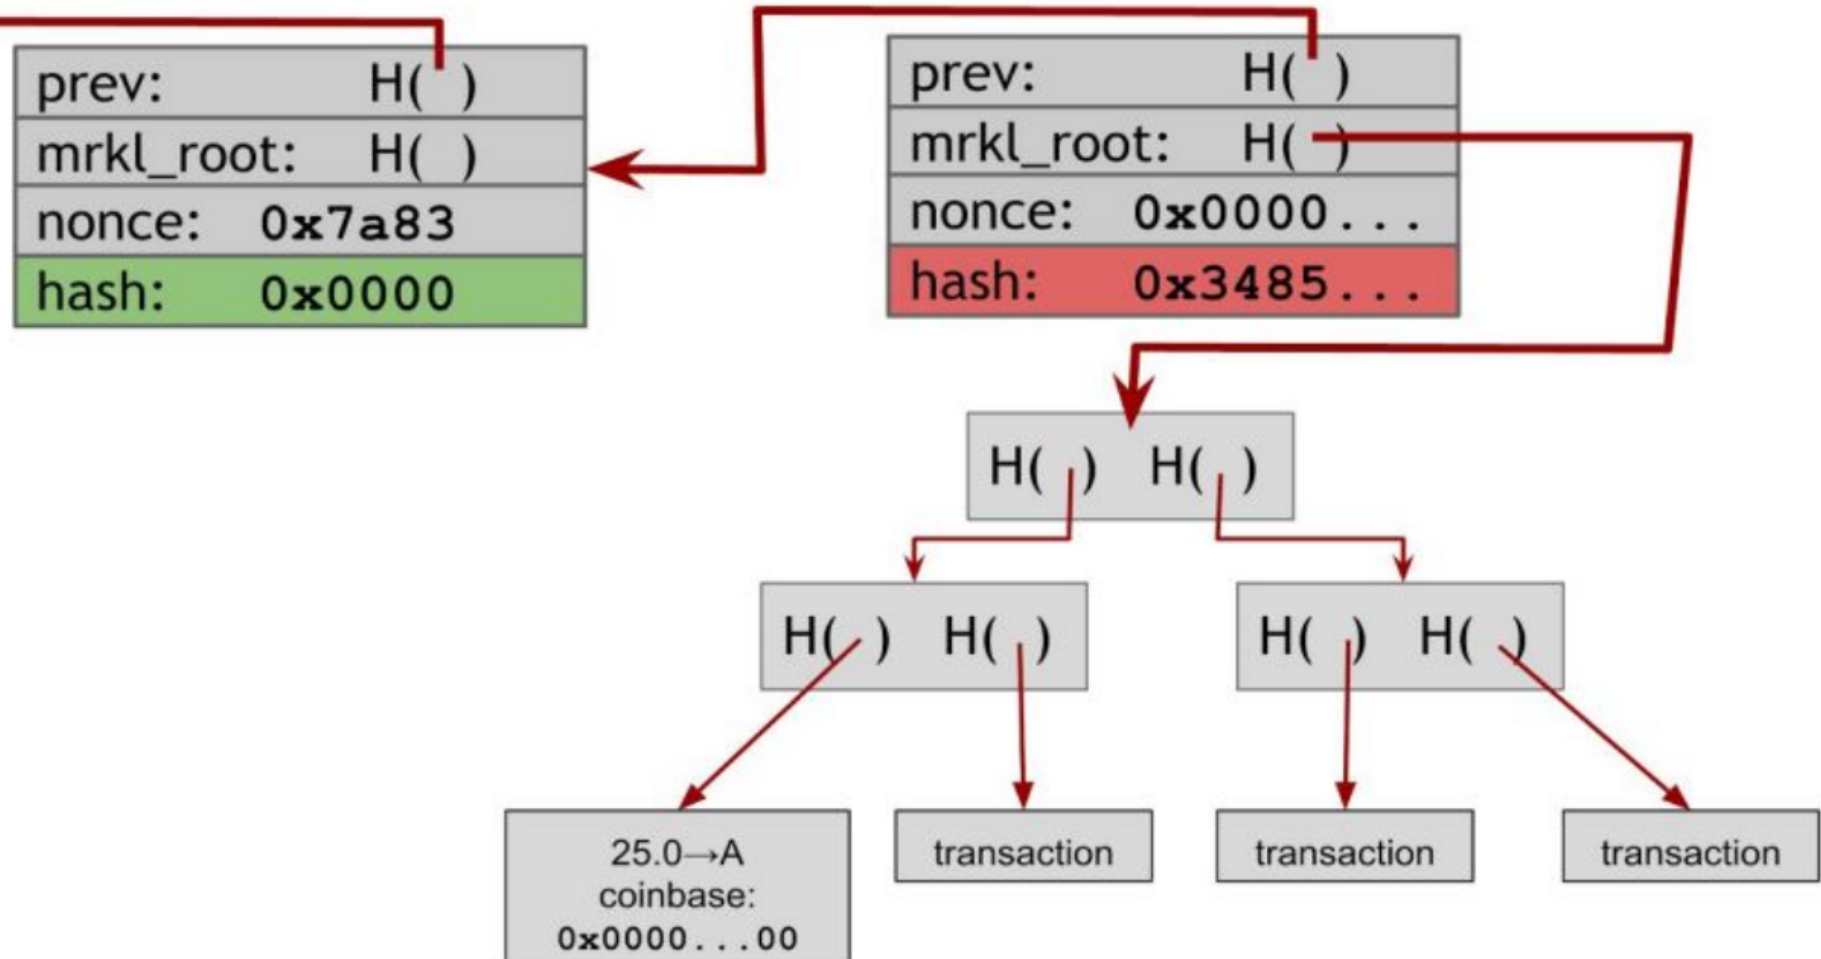 prev: H( )
mrkl_root: H( )
nonce: 0x7a83
hash: 0x0000
prev: H( )
mrkl_root: H( )
nonce: 0x0000...
hash: 0x3485...
H( ) H( )
H( ) H( )
H( ) H( )
25.0→A
coinbase:
0x0000...00
transaction
transaction
transaction